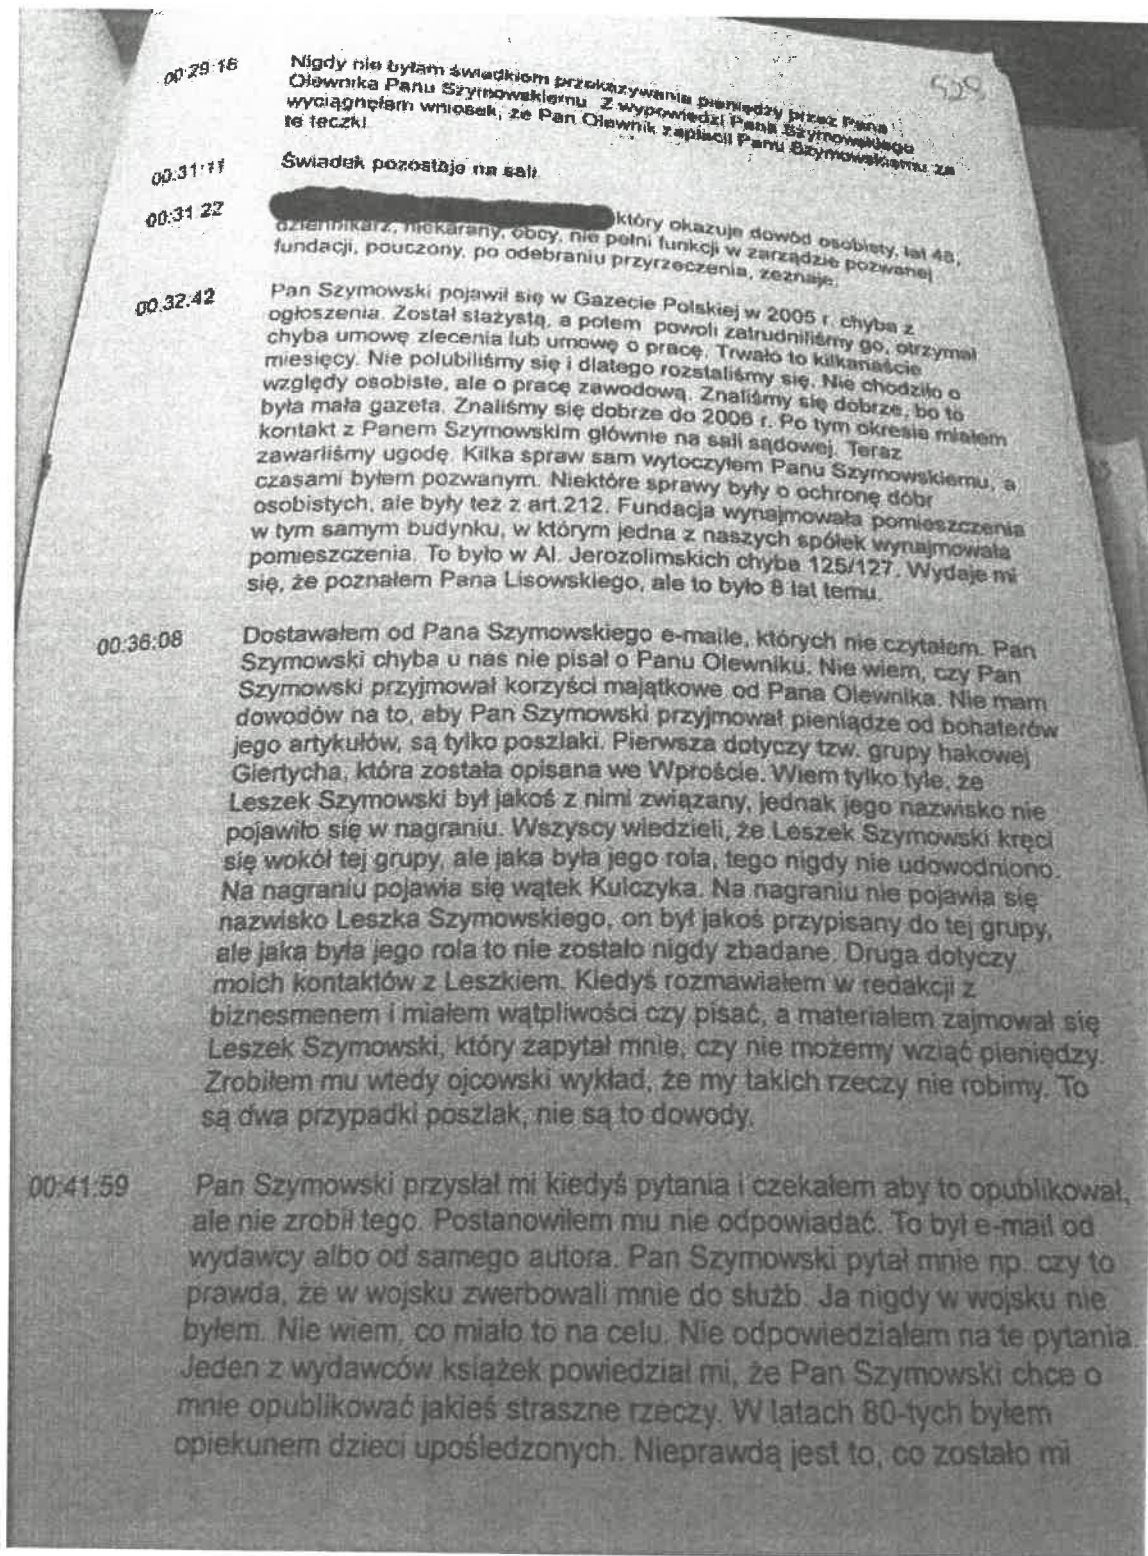 528
00:29:16 Nigdy nie byłam świadkiem przekazywania pieniędzy przez Pana
Olewnika Panu Szymowskiemu. Z wypowiedzi Pana Szymowskiego
wyciągnęłam wniosek, że Pan Olewnik zapłacił Panu Szymowskiemu za
te teczki.
00:31:11 Świadek pozostaje na sali.
00:31:22 który okazuje dowód osobisty, lat 48,
dziennikarz, niekarany, obcy, nie pełni funkcji w zarządzie pozwanej
fundacji, pouczony, po odebraniu przyrzeczenia, zeznaje:
00:32:42 Pan Szymowski pojawił się w Gazecie Polskiej w 2005 r. chyba z
ogłoszenia. Został stażystą, a potem powoli zatrudniliśmy go, otrzymał
chyba umowę zlecenia lub umowę o pracę. Trwało to kilkanaście
miesięcy. Nie polubiliśmy się i dlatego rozstaliśmy się. Nie chodziło o
względy osobiste, ale o pracę zawodową. Znaliśmy się dobrze, bo to
była mała gazeta. Znaliśmy się dobrze do 2006 r. Po tym okresie miałem
kontakt z Panem Szymowskim głównie na sali sądowej. Teraz
zawarliśmy ugodę. Kilka spraw sam wytoczyłem Panu Szymowskiemu, a
czasami byłem pozwanym. Niektóre sprawy były o ochronę dóbr
osobistych, ale były też z art.212. Fundacja wynajmowała pomieszczenia
w tym samym budynku, w którym jedna z naszych spółek wynajmowała
pomieszczenia. To było w Al. Jerozolimskich chyba 125/127. Wydaje mi
się, że poznałem Pana Lisowskiego, ale to było 8 lat temu.
00:36:08 Dostawałem od Pana Szymowskiego e-maile, których nie czytałem. Pan
Szymowski chyba u nas nie pisał o Panu Olewniku. Nie wiem, czy Pan
Szymowski przyjmował korzyści majątkowe od Pana Olewnika. Nie mam
dowodów na to, aby Pan Szymowski przyjmował pieniądze od bohaterów
jego artykułów, są tylko poszlaki. Pierwsza dotyczy tzw. grupy hakowej
Giertycha, która została opisana we Wproście. Wiem tylko tyle, że
Leszek Szymowski był jakoś z nimi związany, jednak jego nazwisko nie
pojawiło się w nagraniu. Wszyscy wiedzieli, że Leszek Szymowski kręci
się wokół tej grupy, ale jaka była jego rola, tego nigdy nie udowodniono.
Na nagraniu pojawia się wątek Kulczyka. Na nagraniu nie pojawia się
nazwisko Leszka Szymowskiego, on był jakoś przypisany do tej grupy,
ale jaka była jego rola to nie zostało nigdy zbadane. Druga dotyczy
moich kontaktów z Leszkiem. Kiedyś rozmawiałem w redakcji z
biznesmenem i miałem wątpliwości czy pisać, a materiałem zajmował się
Leszek Szymowski, który zapytał mnie, czy nie możemy wziąć pieniędzy.
Zrobiłem mu wtedy ojcowski wykład, że my takich rzeczy nie robimy. To
są dwa przypadki poszlak, nie są to dowody.
00:41:59 Pan Szymowski przysłał mi kiedyś pytania i czekałem aby to opublikował,
ale nie zrobił tego. Postanowiłem mu nie odpowiadać. To był e-mail od
wydawcy albo od samego autora. Pan Szymowski pytał mnie np. czy to
prawda, że w wojsku zwerbowali mnie do służb. Ja nigdy w wojsku nie
byłem. Nie wiem, co miało to na celu. Nie odpowiedziałem na te pytania.
Jeden z wydawców książek powiedział mi, że Pan Szymowski chce o
mnie opublikować jakieś straszne rzeczy. W latach 80-tych byłem
opiekunem dzieci upośledzonych. Nieprawdą jest to, co zostało mi